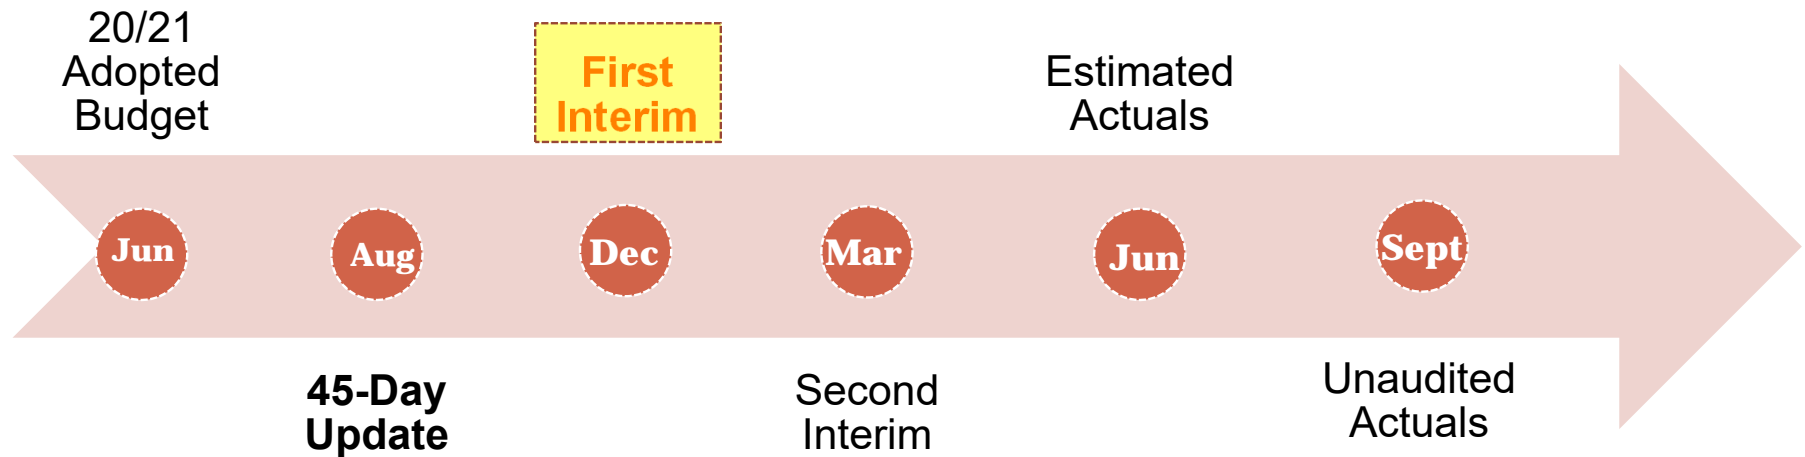 20/21
Adopted
Budget
First
Interim
Estimated
Actuals
Jun
Aug
Dec
Mar
Jun
Sept
45-Day
Update
Second
Interim
Unaudited
Actuals